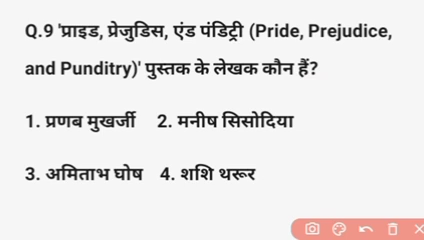 Q.9 'प्राइड, प्रेजुडिस, एंड पंडिट्री (Pride, Prejudice,
and Punditry)' पुस्तक के लेखक कौन हैं?
1. प्रणब मुखर्जी 2. मनीष सिसोदिया
3. अमिताभ घोष 4. शशि थरूर